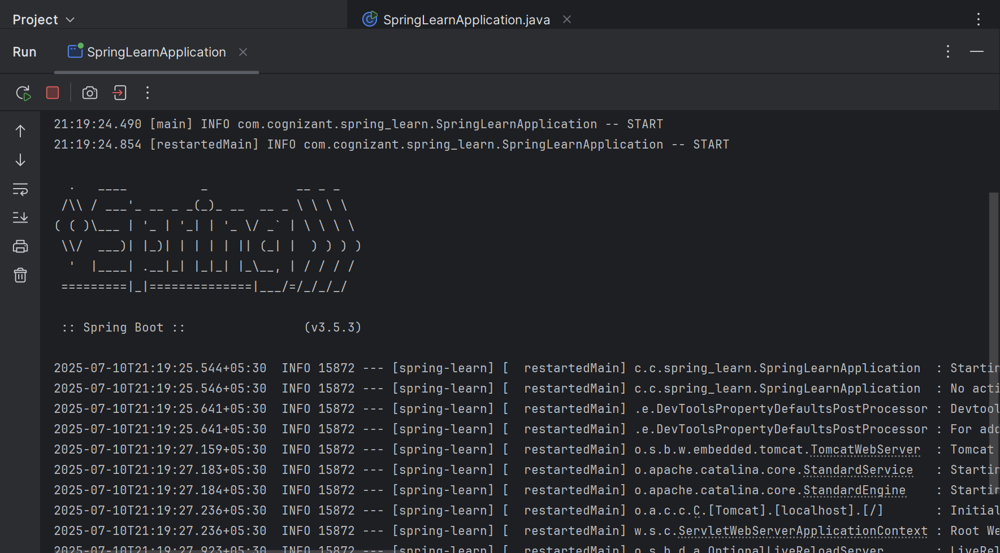 Project
SpringLearnApplication.java
Run
SpringLearnApplication
21:19:24.490 [main] INFO com.cognizant.spring_learn.SpringLearnApplication -- START
21:19:24.854 [restartedMain] INFO com.cognizant.spring_learn.SpringLearnApplication -- START
  .   ____          _            __ _ _
 /\\ / ___'_ __ _ _(_)_ __  __ _ \ \ \ \
( ( )\___ | '_ | '_| | '_ \/ _` | \ \ \ \
 \\/  ___)| |_)| | | | | || (_| |  ) ) ) )
  '  |____| .__|_| |_|_| |_\__, | / / / /
 =========|_|==============|___/=/_/_/_/
 :: Spring Boot ::                (v3.5.3)
2025-07-10T21:19:25.544+05:30  INFO 15872 --- [spring-learn] [  restartedMain] c.c.spring_learn.SpringLearnApplication  : Startin
2025-07-10T21:19:25.546+05:30  INFO 15872 --- [spring-learn] [  restartedMain] c.c.spring_learn.SpringLearnApplication  : No acti
2025-07-10T21:19:25.641+05:30  INFO 15872 --- [spring-learn] [  restartedMain] .e.DevToolsPropertyDefaultsPostProcessor : Devtool
2025-07-10T21:19:25.641+05:30  INFO 15872 --- [spring-learn] [  restartedMain] .e.DevToolsPropertyDefaultsPostProcessor : For add
2025-07-10T21:19:27.159+05:30  INFO 15872 --- [spring-learn] [  restartedMain] o.s.b.w.embedded.tomcat.TomcatWebServer  : Tomcat
2025-07-10T21:19:27.183+05:30  INFO 15872 --- [spring-learn] [  restartedMain] o.apache.catalina.core.StandardService   : Startin
2025-07-10T21:19:27.184+05:30  INFO 15872 --- [spring-learn] [  restartedMain] o.apache.catalina.core.StandardEngine    : Startin
2025-07-10T21:19:27.236+05:30  INFO 15872 --- [spring-learn] [  restartedMain] o.a.c.c.C.[Tomcat].[localhost].[/]       : Initial
2025-07-10T21:19:27.236+05:30  INFO 15872 --- [spring-learn] [  restartedMain] w.s.c.ServletWebServerApplicationContext : Root We
2025-07-10T21:19:27.923+05:30  INFO 15872 --- [spring-learn] [  restartedMain] o.s.b.d.a.OptionalLiveReloadServer       : LiveRel